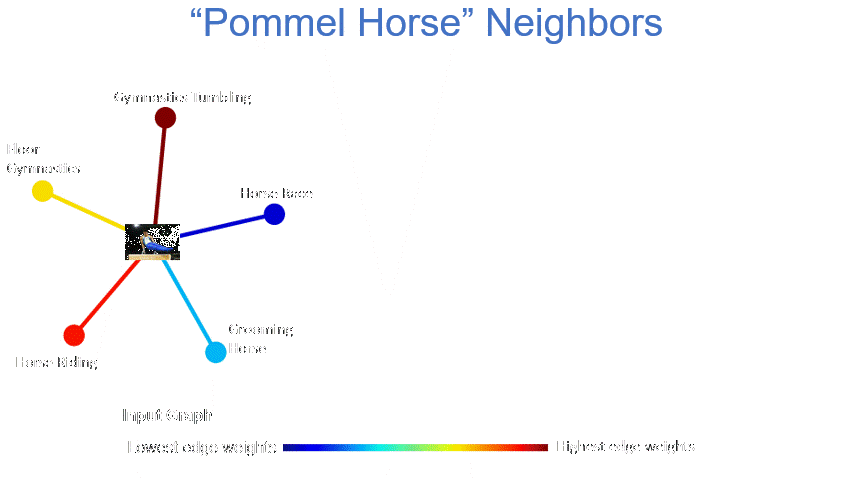 “Pommel Horse” Neighbors
Gymnastics Tumbling
Floor
Gymnastics
Horse Race
Grooming
Horse
Horse Riding
Input Graph
Lowest edge weights
Highest edge weights